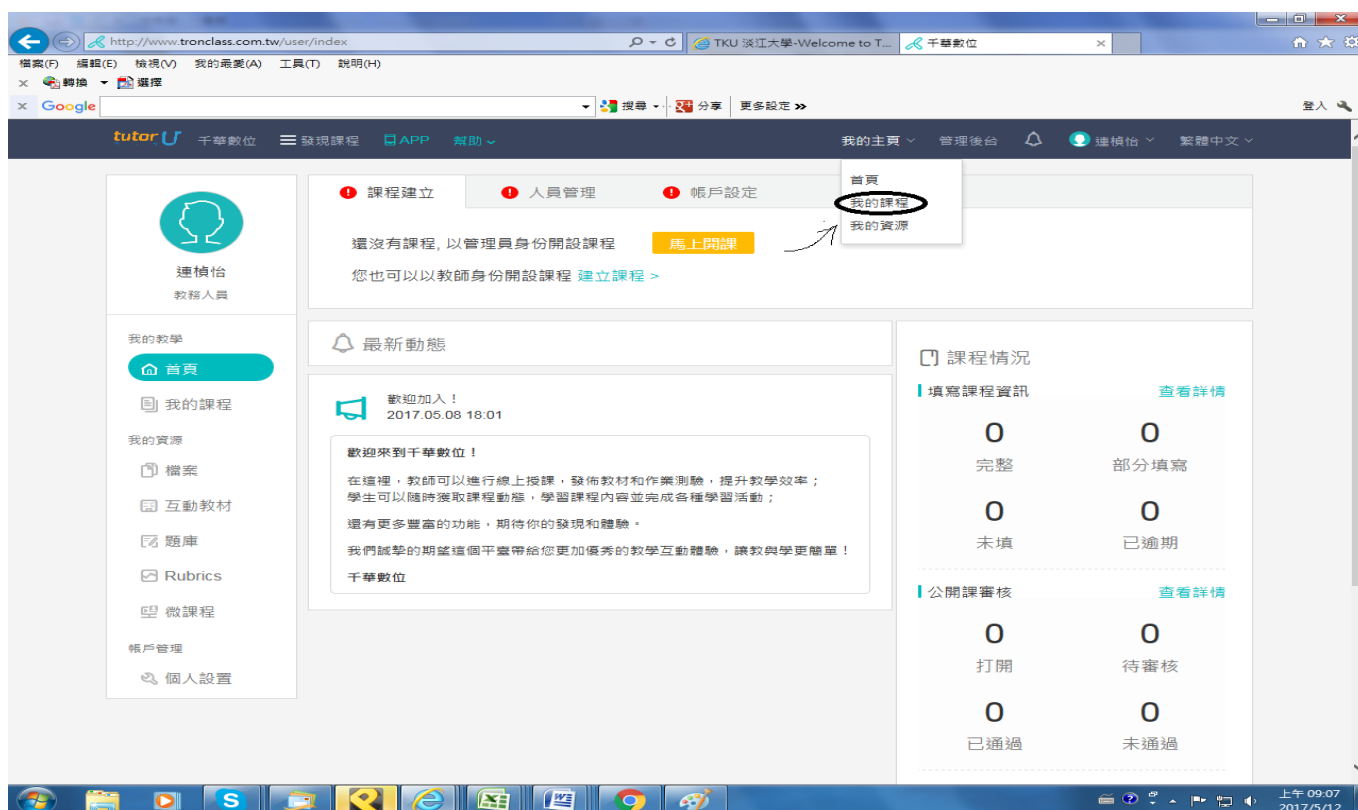 http://www.tronclass.com.tw/user/index
TKU 淡江大學-Welcome to T...
千華數位
檔案(F) 編輯(E) 檢視(V) 我的最愛(A) 工具(T) 說明(H)
轉換 選擇
Google 搜尋 分享 更多設定 登入
tutor U 千華數位 發現課程 APP 幫助 我的主頁 管理後台 連楨怡 繁體中文
首頁
我的課程
我的資源
課程建立 人員管理 帳戶設定
還沒有課程, 以管理員身份開設課程 馬上開課
您也可以以教師身份開設課程 建立課程 >
連楨怡
教務人員
我的教學
首頁
我的課程
我的資源
檔案
互動教材
題庫
Rubrics
微課程
帳戶管理
個人設置
最新動態
歡迎加入！
2017.05.08 18:01
歡迎來到千華數位！
在這裡，教師可以進行線上授課，發佈教材和作業測驗，提升教學效率；
學生可以隨時獲取課程動態，學習課程內容並完成各種學習活動；
還有更多豐富的功能，期待你的發現和體驗。
我們誠摯的期望這個平臺帶給您更加優秀的教學互動體驗，讓教與學更簡單！
千華數位
課程情況
填寫課程資訊 查看詳情
0 0
完整 部分填寫
0 0
未填 已逾期
公開課審核 查看詳情
0 0
打開 待審核
0 0
已通過 未通過
上午 09:07
2017/5/12